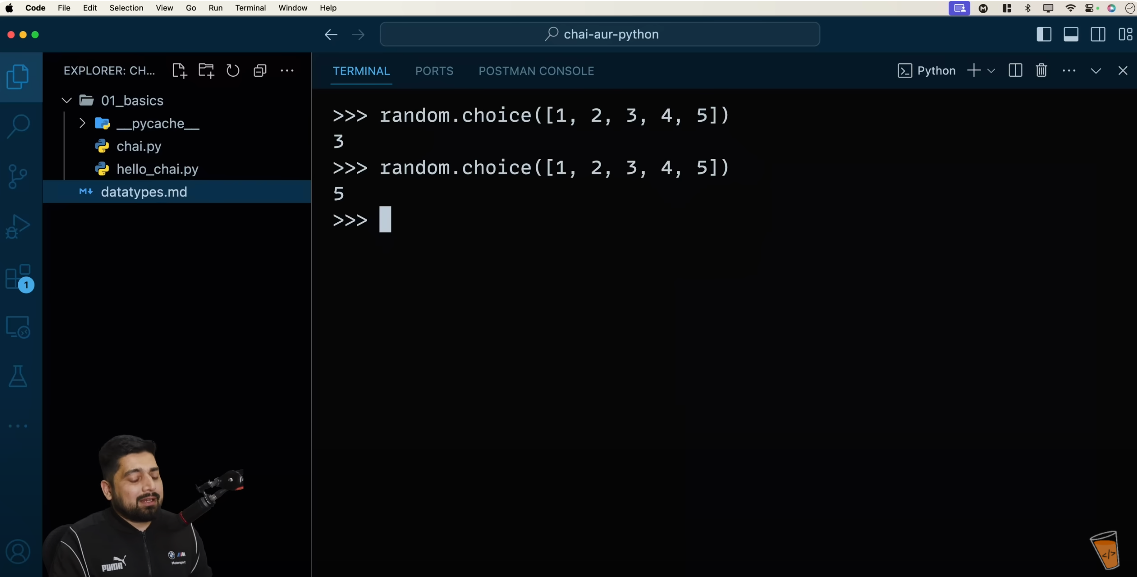 Code File Edit Selection View Go Run Terminal Window Help
chai-aur-python
EXPLORER: CH...
TERMINAL PORTS POSTMAN CONSOLE
Python
01_basics
__pycache__
chai.py
hello_chai.py
datatypes.md
>>> random.choice([1, 2, 3, 4, 5])
3
>>> random.choice([1, 2, 3, 4, 5])
5
>>>
1
PUMA
</>